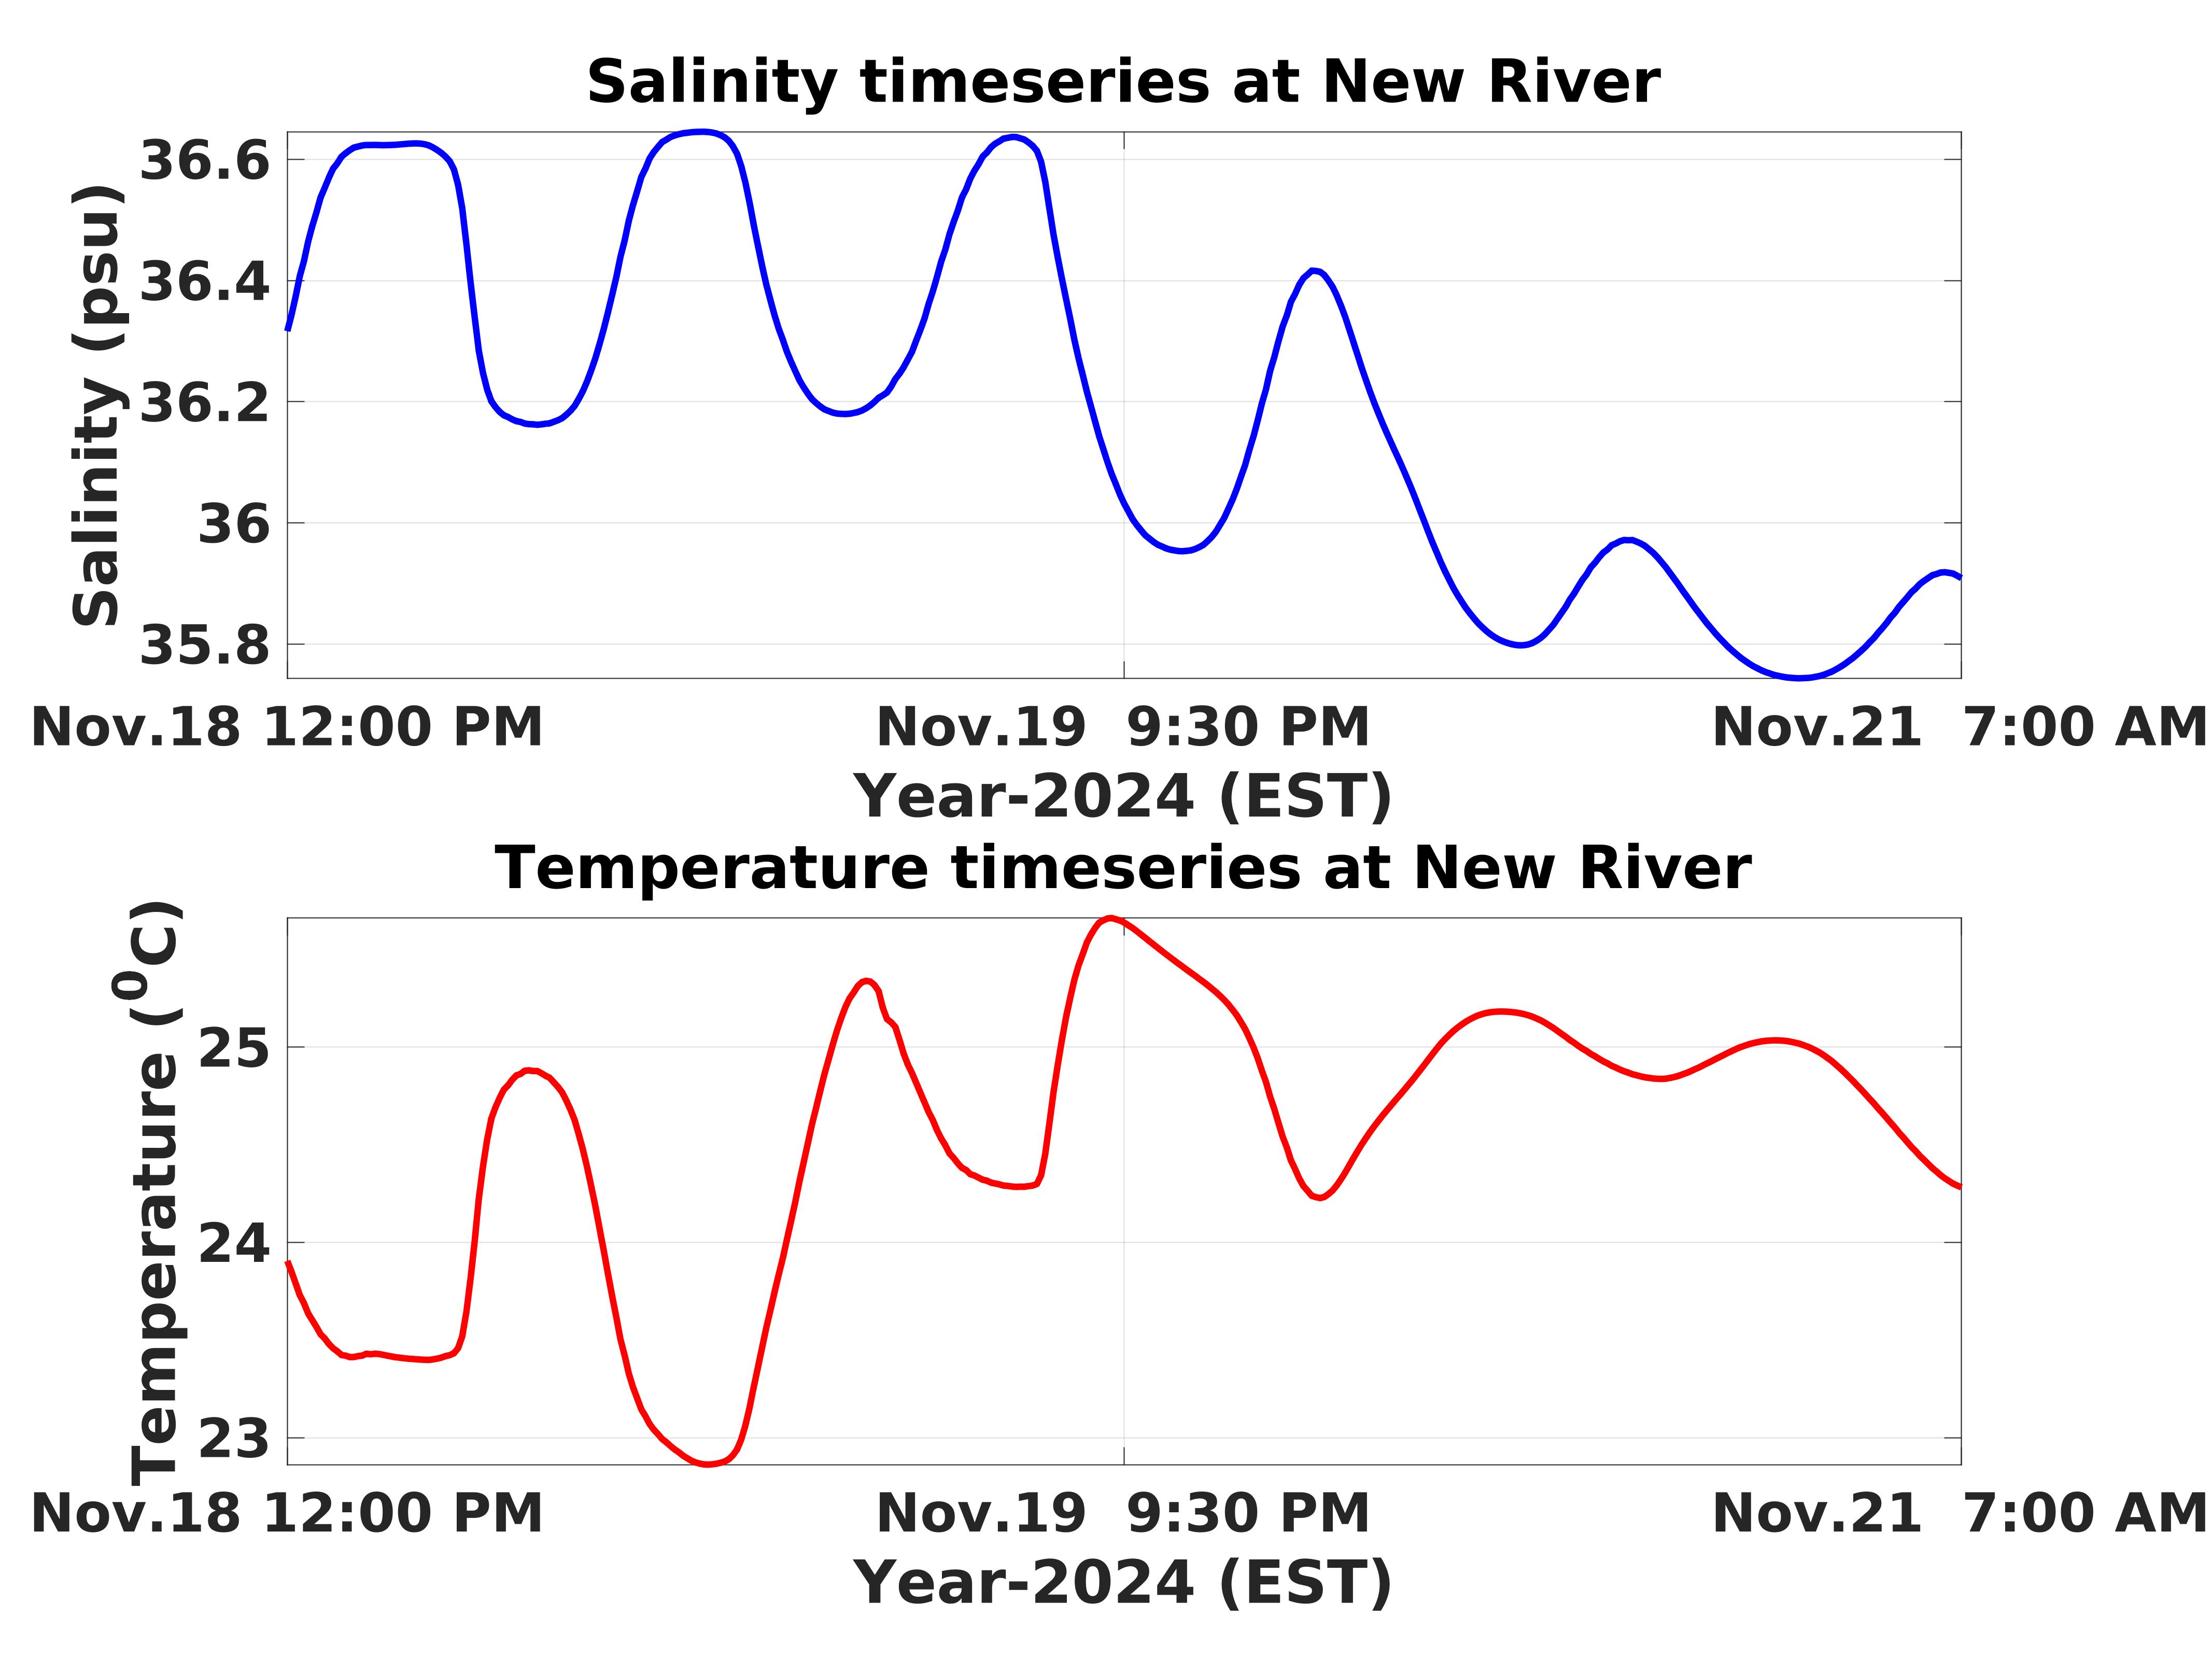 Salinity timeseries at New River
Salinity (psu)
36.6
36.4
36.2
36
35.8
Nov.18 12:00 PM Nov.19 9:30 PM Nov.21 7:00 AM
Year-2024 (EST)
Temperature timeseries at New River
Temperature (⁰C)
25
24
23
Nov.18 12:00 PM Nov.19 9:30 PM Nov.21 7:00 AM
Year-2024 (EST)